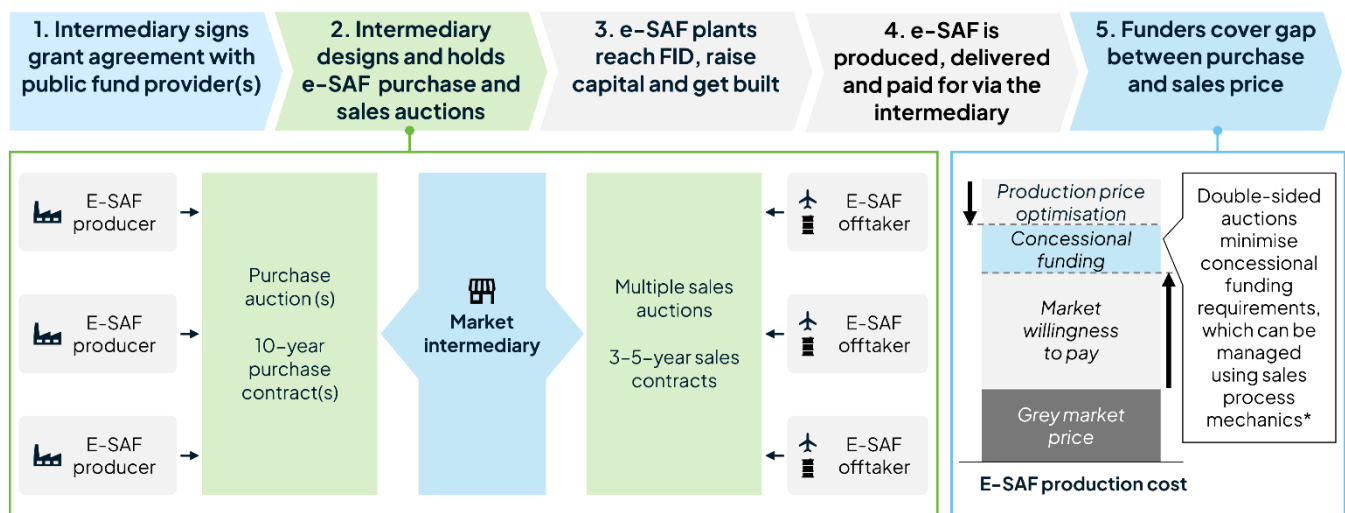 1. Intermediary signs
grant agreement with
public fund provider(s)
2. Intermediary
designs and holds
e-SAF purchase and
sales auctions
3. e-SAF plants
reach FID, raise
capital and get built
4. e-SAF is
produced, delivered
and paid for via the
intermediary
5. Funders cover gap
between purchase
and sales price
E-SAF
producer
E-SAF
producer
E-SAF
producer
Purchase
auction (s)
10-year
purchase
contract(s)
Market
intermediary
Multiple sales
auctions
3-5-year sales
contracts
E-SAF
offtaker
E-SAF
offtaker
E-SAF
offtaker
Production price
optimisation
Concessional
funding
Market
willingness
to pay
Grey market
price
E-SAF production cost
Double-sided
auctions
minimise
concessional
funding
requirements,
which can be
managed
using sales
process
mechanics*